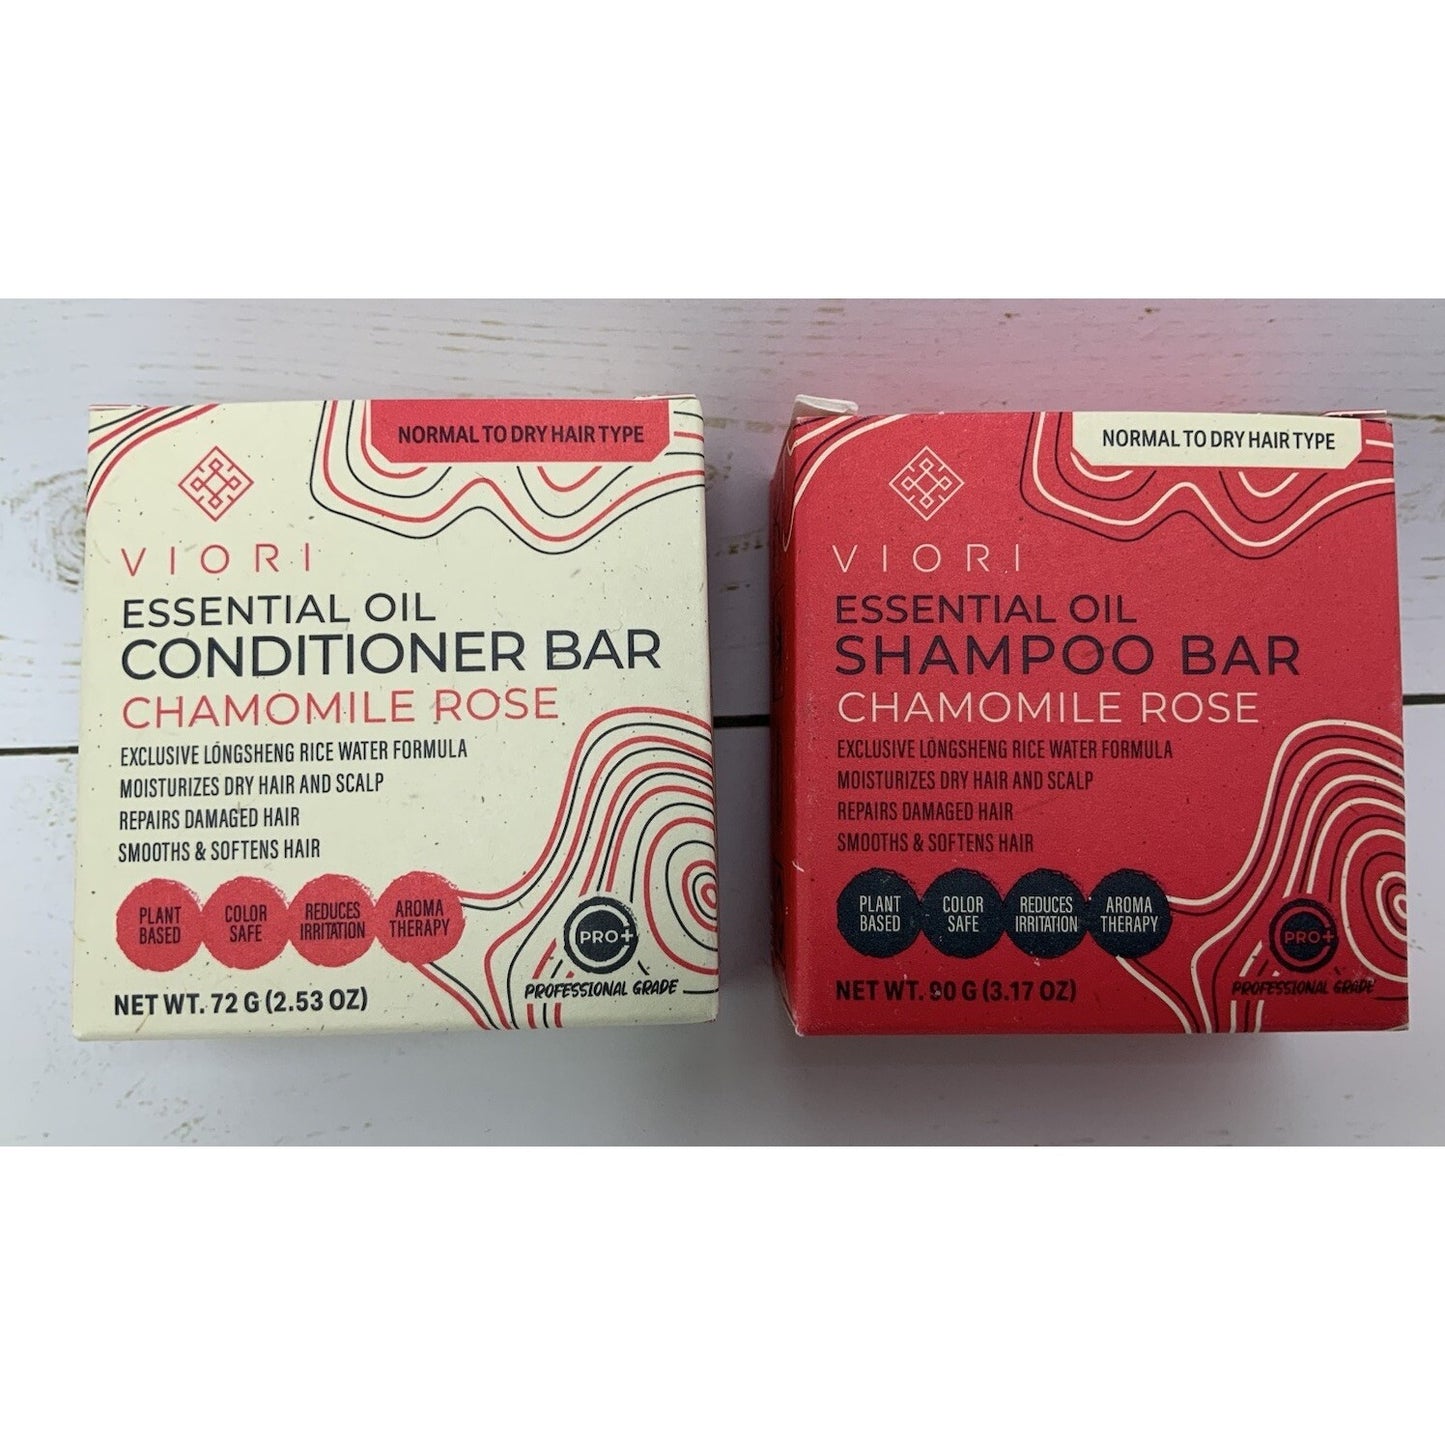 NORMAL TO DRY HAIR TYPE
VIORI
ESSENTIAL OIL
CONDITIONER BAR
CHAMOMILE ROSE
EXCLUSIVE LONGSHENG RICE WATER FORMULA
MOISTURIZES DRY HAIR AND SCALP
REPAIRS DAMAGED HAIR
SMOOTHS & SOFTENS HAIR
PLANT
BASED
COLOR
SAFE
REDUCES
IRRITATION
AROMA
THERAPY
PRO+
PROFESSIONAL GRADE
NET WT. 72 G (2.53 OZ)
NORMAL TO DRY HAIR TYPE
VIORI
ESSENTIAL OIL
SHAMPOO BAR
CHAMOMILE ROSE
EXCLUSIVE LONGSHENG RICE WATER FORMULA
MOISTURIZES DRY HAIR AND SCALP
REPAIRS DAMAGED HAIR
SMOOTHS & SOFTENS HAIR
PLANT
BASED
COLOR
SAFE
REDUCES
IRRITATION
AROMA
THERAPY
PRO+
PROFESSIONAL GRADE
NET WT. 90 G (3.17 OZ)